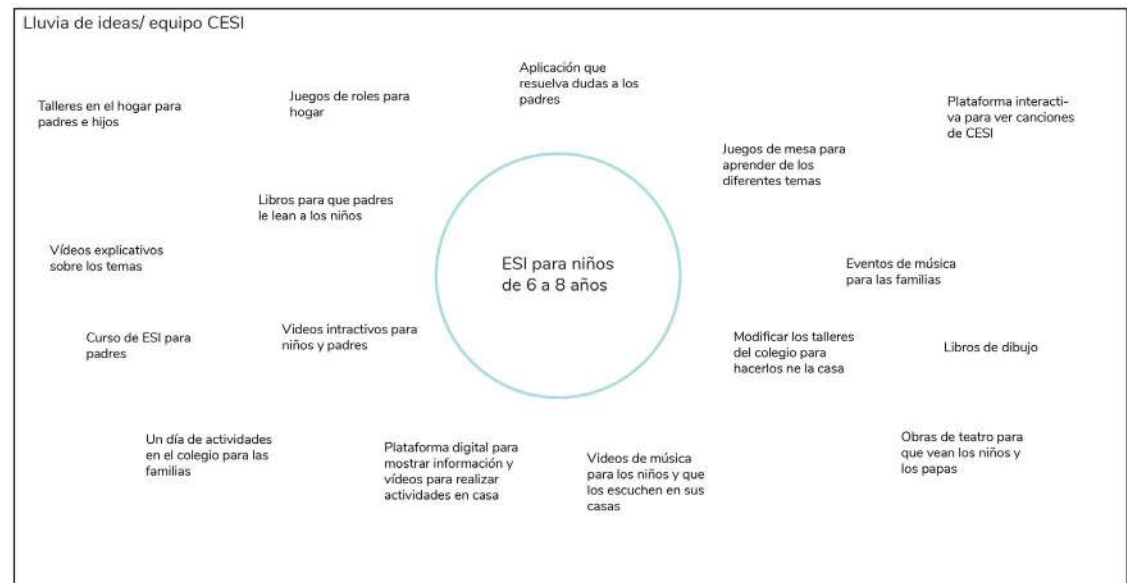 Lluvia de ideas/ equipo CESI
Aplicación que
resuelva dudas a los
padres
Talleres en el hogar para
padres e hijos
Juegos de roles para
hogar
Plataforma interacti-
va para ver canciones
de CESI
Juegos de mesa para
aprender de los
diferentes temas
Libros para que padres
le lean a los niños
Vídeos explicativos
sobre los temas
ESI para niños
de 6 a 8 años
Eventos de música
para las familias
Curso de ESI para
padres
Videos intractivos para
niños y padres
Modificar los talleres
del colegio para
hacerlos ne la casa
Libros de dibujo
Un día de actividades
en el colegio para las
familias
Plataforma digital para
mostrar información y
vídeos para realizar
actividades en casa
Videos de música
para los niños y que
los escuchen en sus
casas
Obras de teatro para
que vean los niños y
los papas